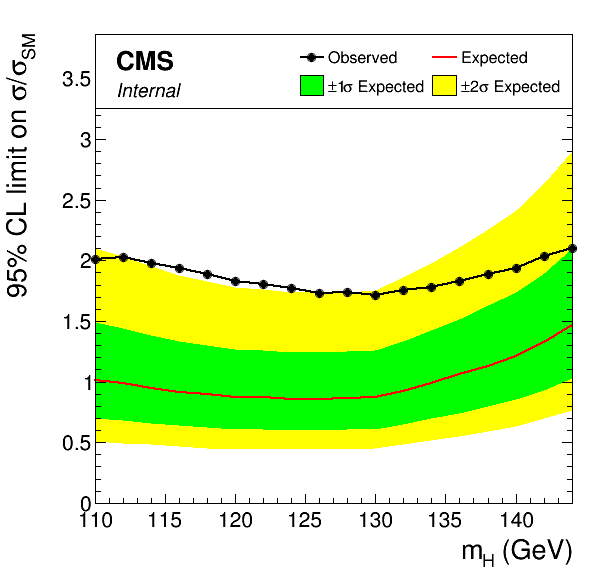 95% CL limit on σ/σSM
CMS
Internal
Observed
Expected
±1σ Expected
±2σ Expected
3.5
3
2.5
2
1.5
1
0.5
0
110 115 120 125 130 135 140
mH (GeV)